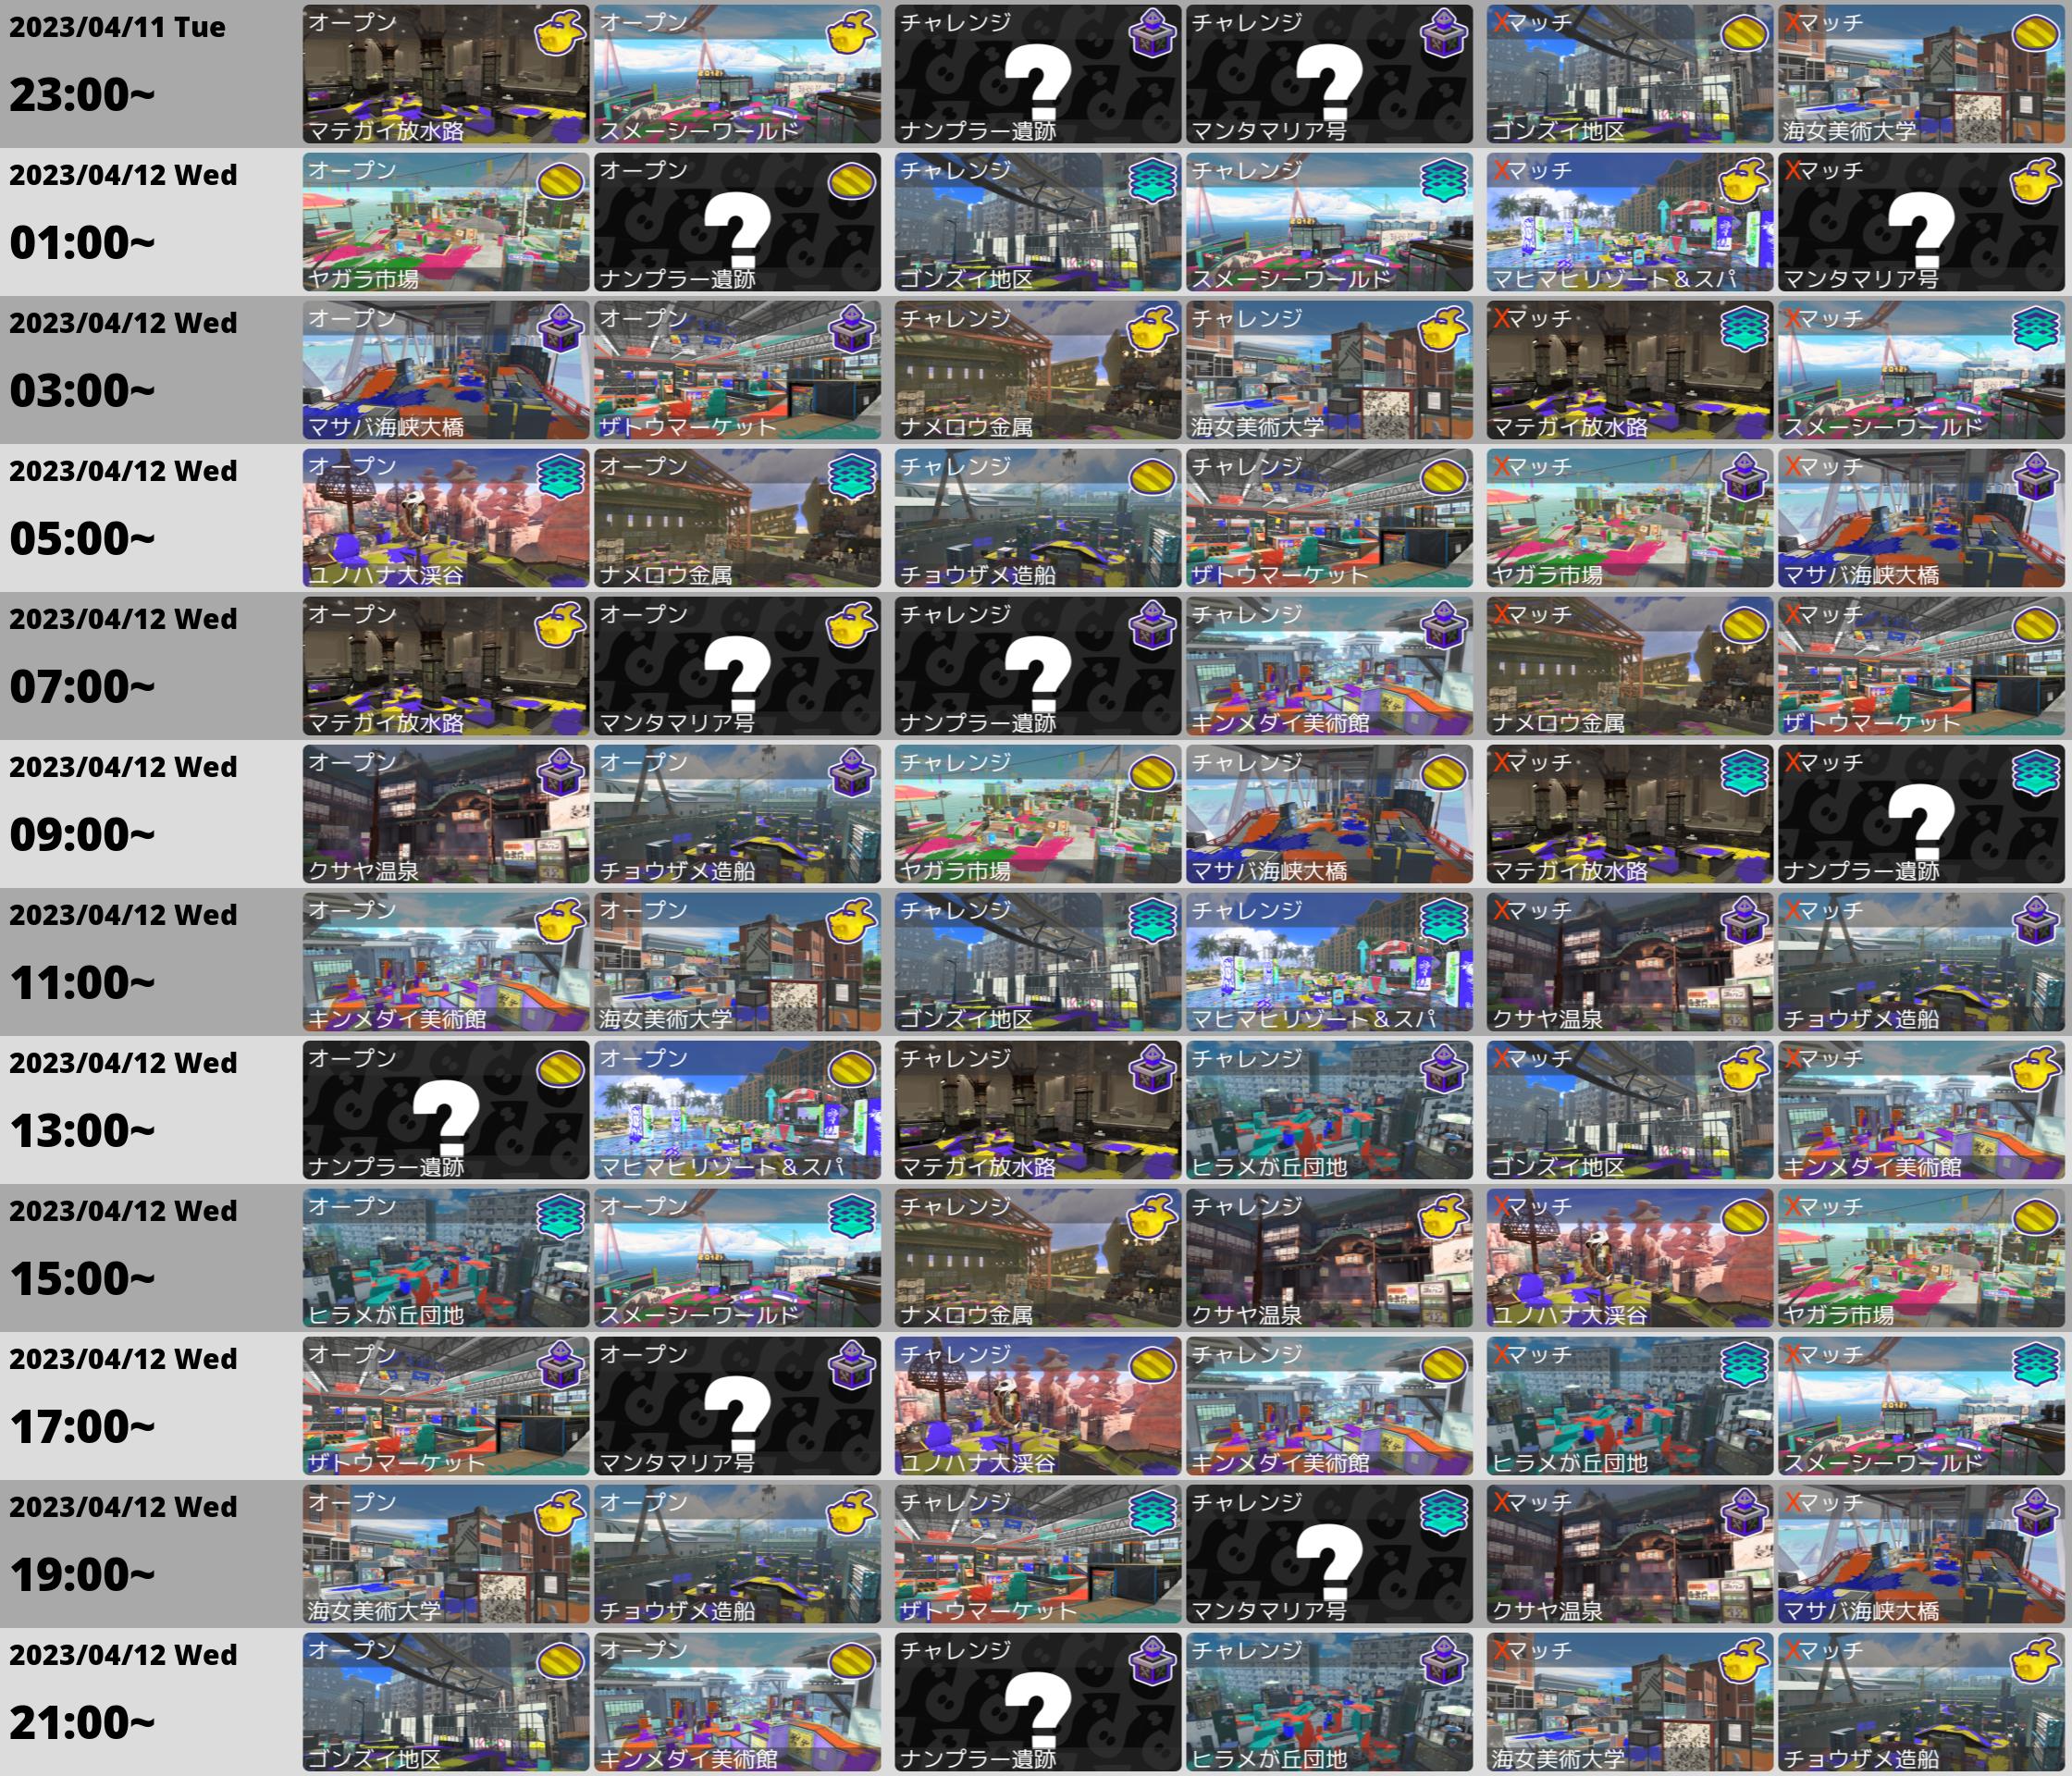 2023/04/11 Tue
23:00~
オープン
マテガイ放水路
オープン
スメーシーワールド
チャレンジ
ナンプラー遺跡
チャレンジ
マンタマリア号
Xマッチ
ゴンズイ地区
Xマッチ
海女美術大学
2023/04/12 Wed
01:00~
オープン
ヤガラ市場
オープン
ナンプラー遺跡
チャレンジ
ゴンズイ地区
チャレンジ
スメーシーワールド
Xマッチ
マヒマヒリゾート&スパ
Xマッチ
マンタマリア号
2023/04/12 Wed
03:00~
オープン
マサバ海峡大橋
オープン
ザトウマーケット
チャレンジ
ナメロウ金属
チャレンジ
海女美術大学
Xマッチ
マテガイ放水路
Xマッチ
スメーシーワールド
2023/04/12 Wed
05:00~
オープン
ユノハナ大渓谷
オープン
ナメロウ金属
チャレンジ
チョウザメ造船
チャレンジ
ザトウマーケット
Xマッチ
ヤガラ市場
Xマッチ
マサバ海峡大橋
2023/04/12 Wed
07:00~
オープン
マテガイ放水路
オープン
マンタマリア号
チャレンジ
ナンプラー遺跡
チャレンジ
キンメダイ美術館
Xマッチ
ナメロウ金属
Xマッチ
ザトウマーケット
2023/04/12 Wed
09:00~
オープン
クサヤ温泉
オープン
チョウザメ造船
チャレンジ
ヤガラ市場
チャレンジ
マサバ海峡大橋
Xマッチ
マテガイ放水路
Xマッチ
ナンプラー遺跡
2023/04/12 Wed
11:00~
オープン
キンメダイ美術館
オープン
海女美術大学
チャレンジ
ゴンズイ地区
チャレンジ
マヒマヒリゾート&スパ
Xマッチ
クサヤ温泉
Xマッチ
チョウザメ造船
2023/04/12 Wed
13:00~
オープン
ナンプラー遺跡
オープン
マヒマヒリゾート&スパ
チャレンジ
マテガイ放水路
チャレンジ
ヒラメが丘団地
Xマッチ
ゴンズイ地区
Xマッチ
キンメダイ美術館
2023/04/12 Wed
15:00~
オープン
ヒラメが丘団地
オープン
スメーシーワールド
チャレンジ
ナメロウ金属
チャレンジ
クサヤ温泉
Xマッチ
ユノハナ大渓谷
Xマッチ
ヤガラ市場
2023/04/12 Wed
17:00~
オープン
ザトウマーケット
オープン
マンタマリア号
チャレンジ
ユノハナ大渓谷
チャレンジ
キンメダイ美術館
Xマッチ
ヒラメが丘団地
Xマッチ
スメーシーワールド
2023/04/12 Wed
19:00~
オープン
海女美術大学
オープン
チョウザメ造船
チャレンジ
ザトウマーケット
チャレンジ
マンタマリア号
Xマッチ
クサヤ温泉
Xマッチ
マサバ海峡大橋
2023/04/12 Wed
21:00~
オープン
ゴンズイ地区
オープン
キンメダイ美術館
チャレンジ
ナンプラー遺跡
チャレンジ
ヒラメが丘団地
Xマッチ
海女美術大学
Xマッチ
チョウザメ造船